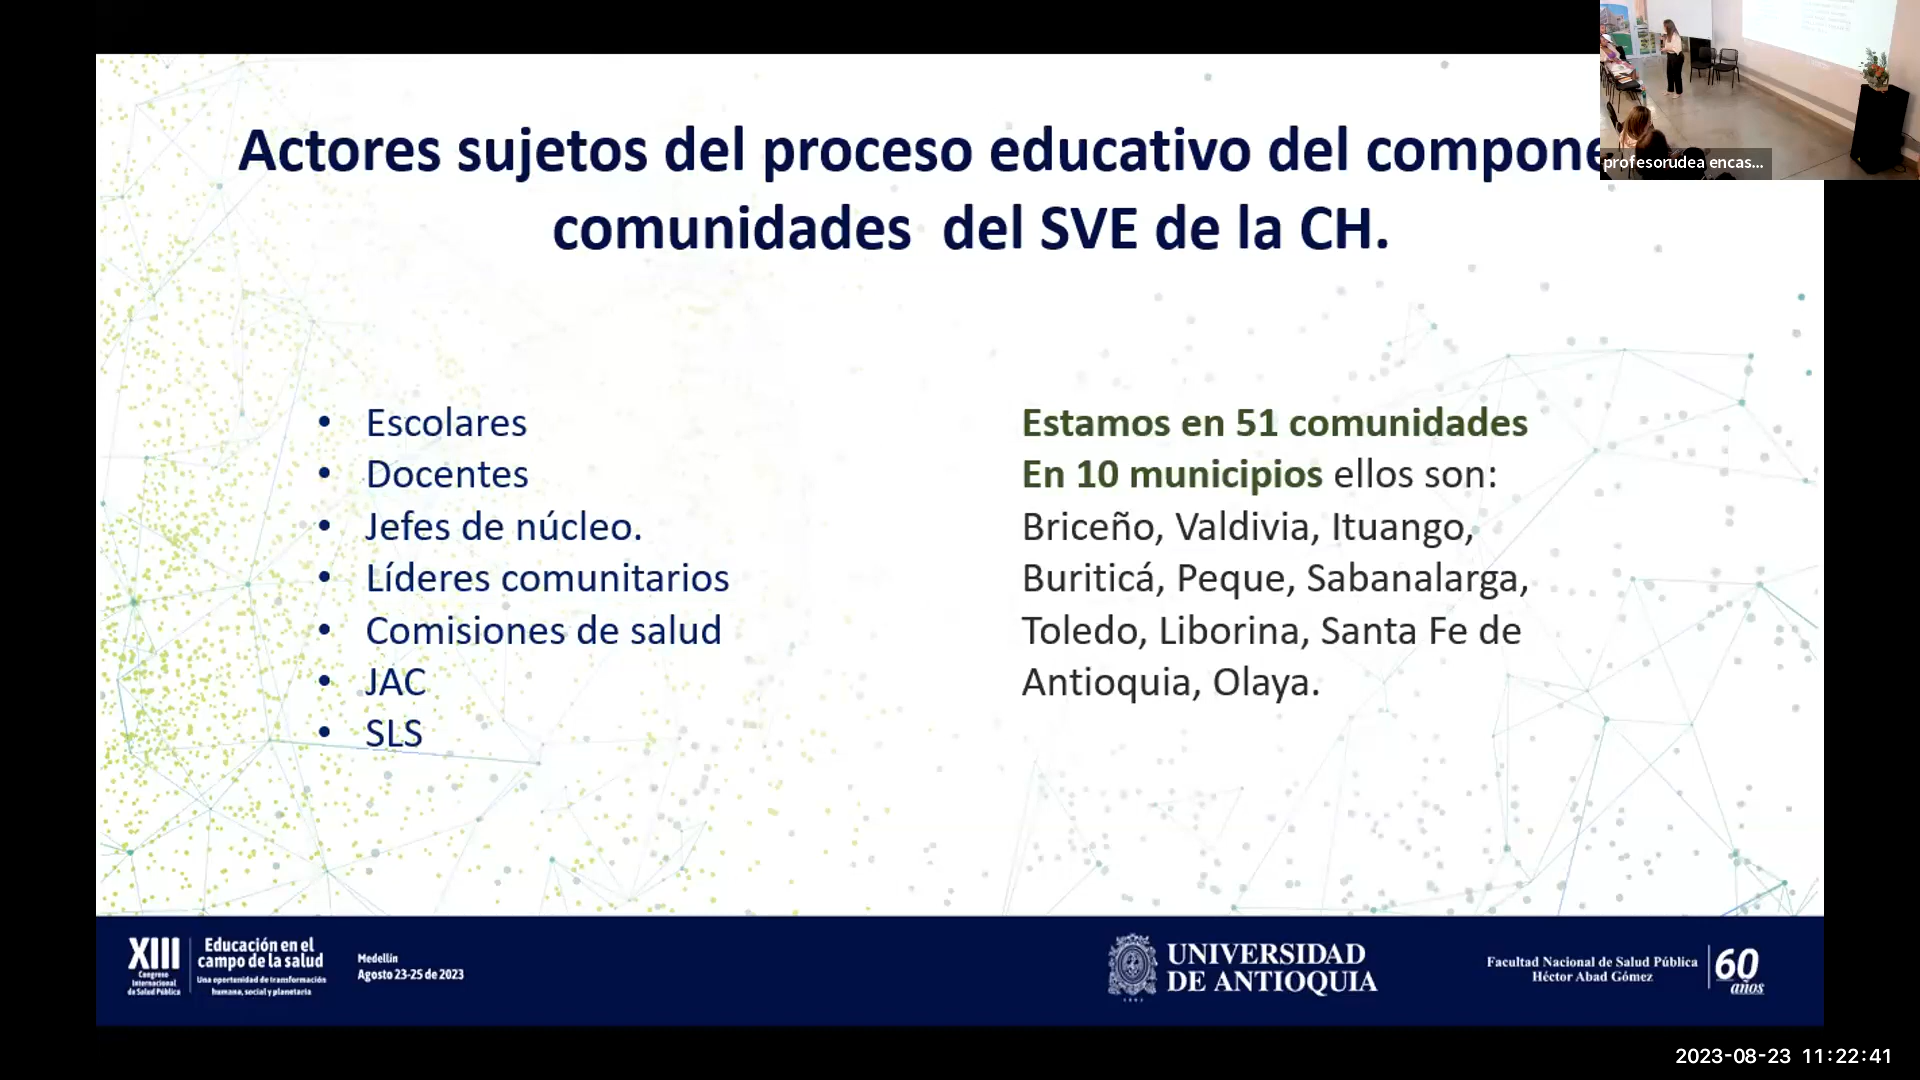 Actores sujetos del proceso educativo del compone
comunidades del SVE de la CH.
profesorudea encas...
• Escolares
• Docentes
• Jefes de núcleo.
• Líderes comunitarios
• Comisiones de salud
• JAC
• SLS
Estamos en 51 comunidades
En 10 municipios ellos son:
Briceño, Valdivia, Ituango,
Buriticá, Peque, Sabanalarga,
Toledo, Liborina, Santa Fe de
Antioquia, Olaya.
XIII
Congreso
Internacional
de Salud Pública
Educación en el
campo de la salud
Una oportunidad de transformación
humana, social y planetaria
Medellín
Agosto 23-25 de 2023
UNIVERSIDAD
DE ANTIOQUIA
1803
Facultad Nacional de Salud Pública
Héctor Abad Gómez
60
años
2023-08-23 11:22:41